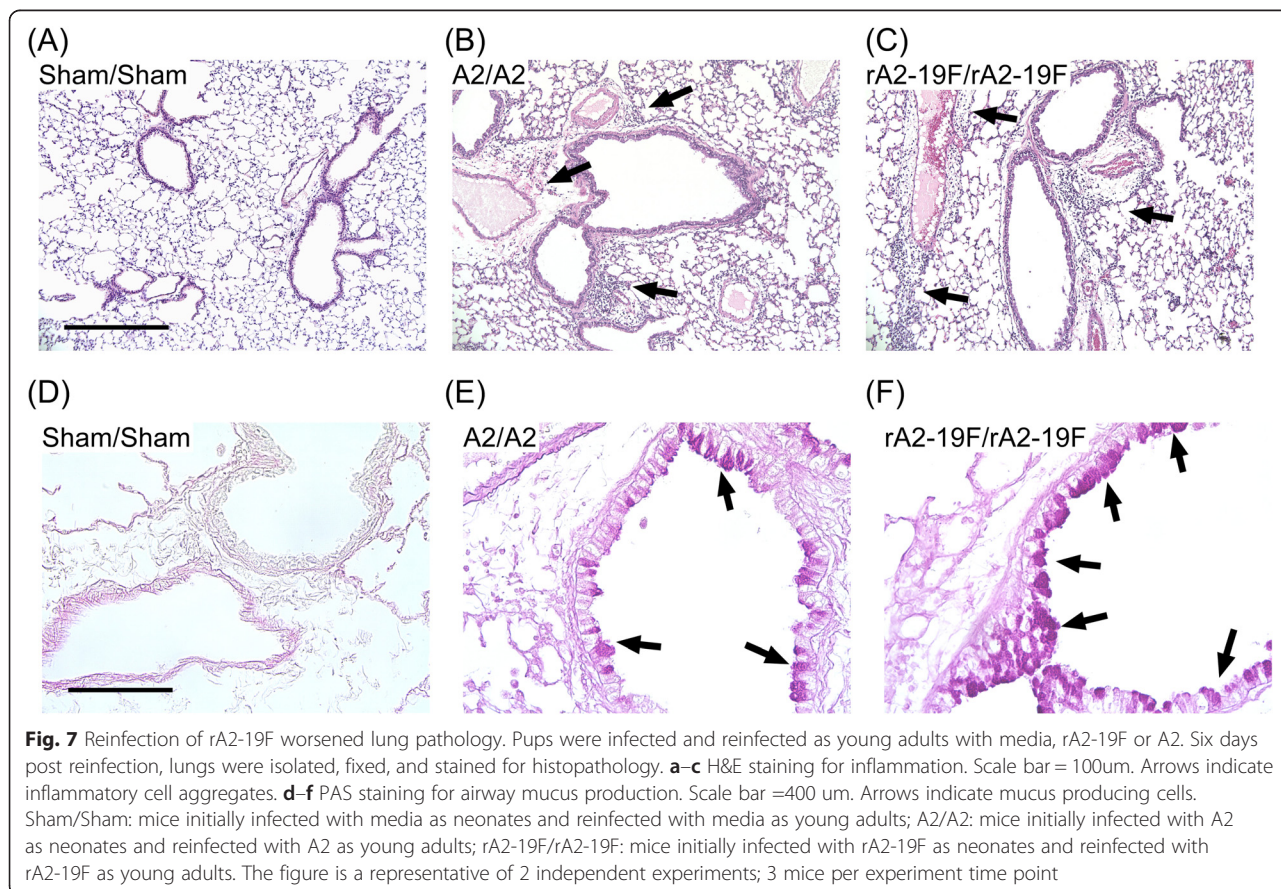 (A)
Sham/Sham
(B)
A2/A2
(C)
rA2-19F/rA2-19F
(D)
Sham/Sham
(E)
A2/A2
(F)
rA2-19F/rA2-19F
Fig. 7 Reinfection of rA2-19F worsened lung pathology. Pups were infected and reinfected as young adults with media, rA2-19F or A2. Six days
post reinfection, lungs were isolated, fixed, and stained for histopathology. a–c H&E staining for inflammation. Scale bar = 100um. Arrows indicate
inflammatory cell aggregates. d–f PAS staining for airway mucus production. Scale bar =400 um. Arrows indicate mucus producing cells.
Sham/Sham: mice initially infected with media as neonates and reinfected with media as young adults; A2/A2: mice initially infected with A2
as neonates and reinfected with A2 as young adults; rA2-19F/rA2-19F: mice initially infected with rA2-19F as neonates and reinfected with
rA2-19F as young adults. The figure is a representative of 2 independent experiments; 3 mice per experiment time point